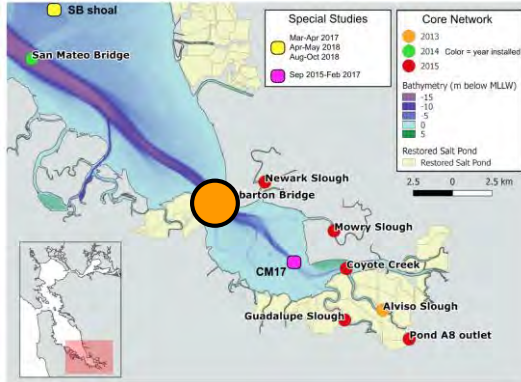 SB shoal
San Mateo Bridge
Special Studies
Mar-Apr 2017
Apr-May 2018
Aug-Oct 2018
Sep 2015-Feb 2017
Core Network
2013
2014 Color = year installed
2015
Bathymetry (m below MLLW)
-15
-10
-5
0
5
Restored Salt Pond
Restored Salt Pond
2.5 0 2.5 km
Newark Slough
barton Bridge
Mowry Slough
CM17
Coyote Creek
Alviso Slough
Guadalupe Slough
Pond A8 outlet